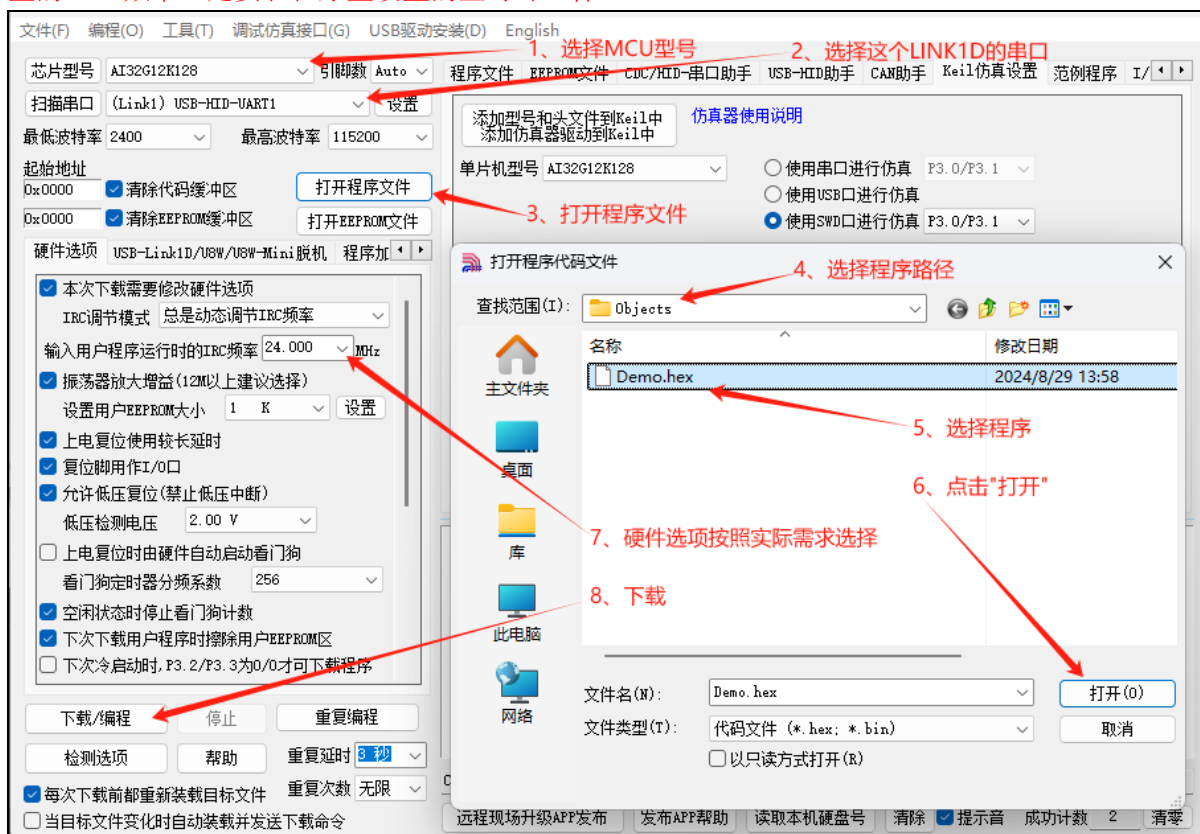 文件(F) 编程(O) 工具(T) 调试仿真接口(G) USB驱动安装(D) English
1、选择MCU型号
2、选择这个LINK1D的串口
芯片型号 AI32G12K128 引脚数 Auto
扫描串口 (Link1) USB-HID-UART1 设置
最低波特率 2400 最高波特率 115200
起始地址
0x0000 清除代码缓冲区 打开程序文件
0x0000 清除EEPROM缓冲区 打开EEPROM文件
硬件选项 USB-Link1D/U8W/U8W-Mini脱机 程序加
本次下载需要修改硬件选项
IRC调节模式 总是动态调节IRC频率
输入用户程序运行时的IRC频率 24.000 MHz
振荡器放大增益(12M以上建议选择)
设置用户EEPROM大小 1 K 设置
上电复位使用较长延时
复位脚用作I/O口
允许低压复位(禁止低压中断)
低压检测电压 2.00 V
上电复位时由硬件自动启动看门狗
看门狗定时器分频系数 256
空闲状态时停止看门狗计数
下次下载用户程序时擦除用户EEPROM区
下次冷启动时,P3.2/P3.3为0/0才可下载程序
下载/编程 停止 重复编程
检测选项 帮助 重复延时 3 秒
每次下载前都重新装载目标文件 重复次数 无限
当目标文件变化时自动装载并发送下载命令
程序文件 EEPROM文件 CDC/HID-串口助手 USB-HID助手 CAN助手 Keil仿真设置 范例程序 I/
添加型号和头文件到Keil中
添加仿真器驱动到Keil中
仿真器使用说明
单片机型号 AI32G12K128
使用串口进行仿真 P3.0/P3.1
使用USB口进行仿真
使用SWD口进行仿真 P3.0/P3.1
3、打开程序文件
打开程序代码文件
4、选择程序路径
查找范围(I): Objects
名称 修改日期
Demo.hex 2024/8/29 13:58
主文件夹
桌面
库
此电脑
网络
5、选择程序
6、点击"打开"
7、硬件选项按照实际需求选择
8、下载
文件名(N): Demo.hex 打开(O)
文件类型(T): 代码文件 (*.hex; *.bin) 取消
以只读方式打开(R)
远程现场升级APP发布 发布APP帮助 读取本机硬盘号 清除 提示音 成功计数 2 清零